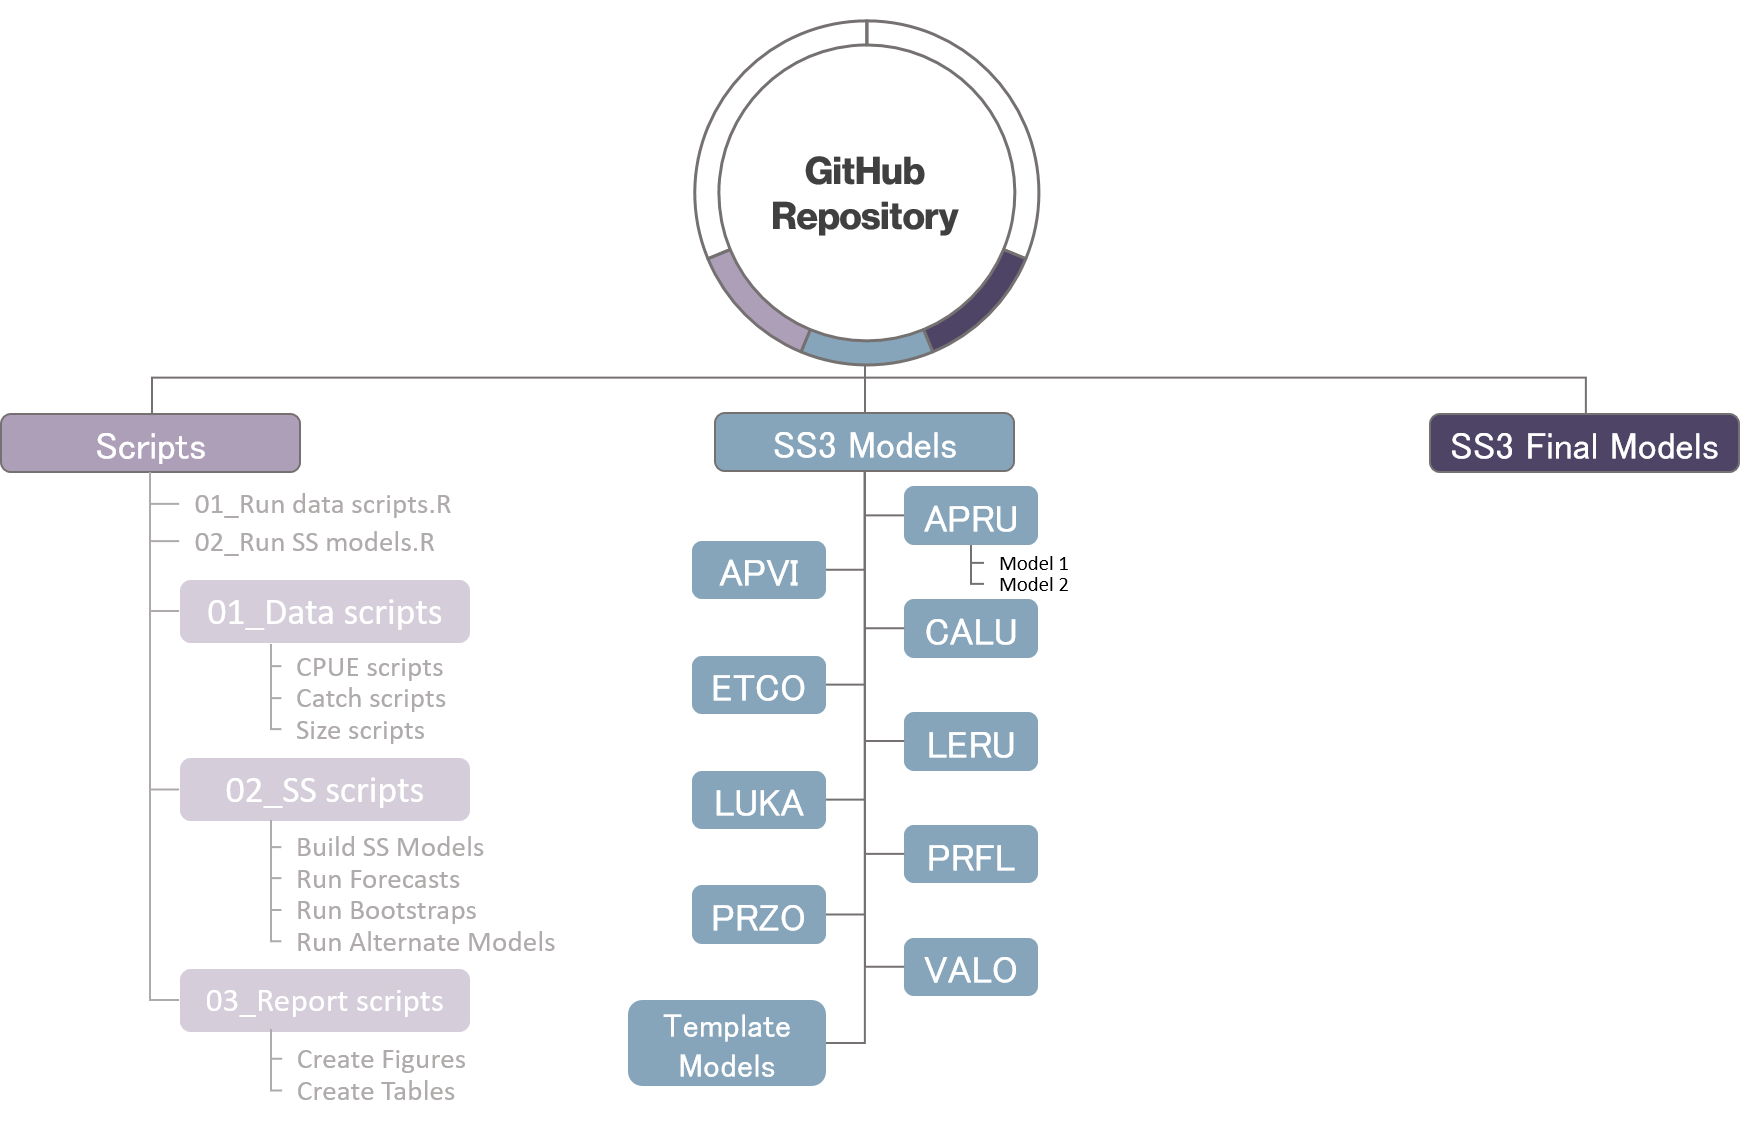 GitHub
Repository
Scripts
01_Run data scripts.R
02_Run SS models.R
01_Data scripts
CPUE scripts
Catch scripts
Size scripts
02_SS scripts
Build SS Models
Run Forecasts
Run Bootstraps
Run Alternate Models
03_Report scripts
Create Figures
Create Tables
SS3 Models
APRU
Model 1
Model 2
APVI
CALU
ETCO
LERU
LUKA
PRFL
PRZO
VALO
Template
Models
SS3 Final Models